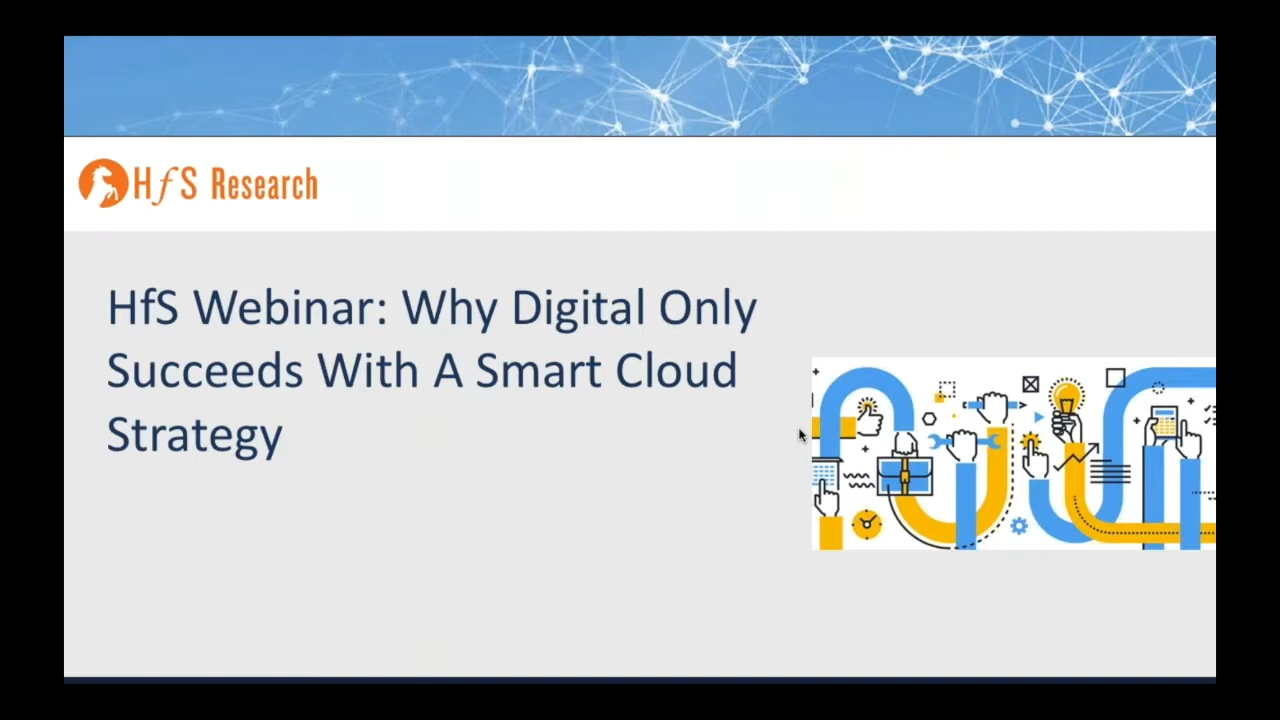 HfS Research
HfS Webinar: Why Digital Only
Succeeds With A Smart Cloud
Strategy